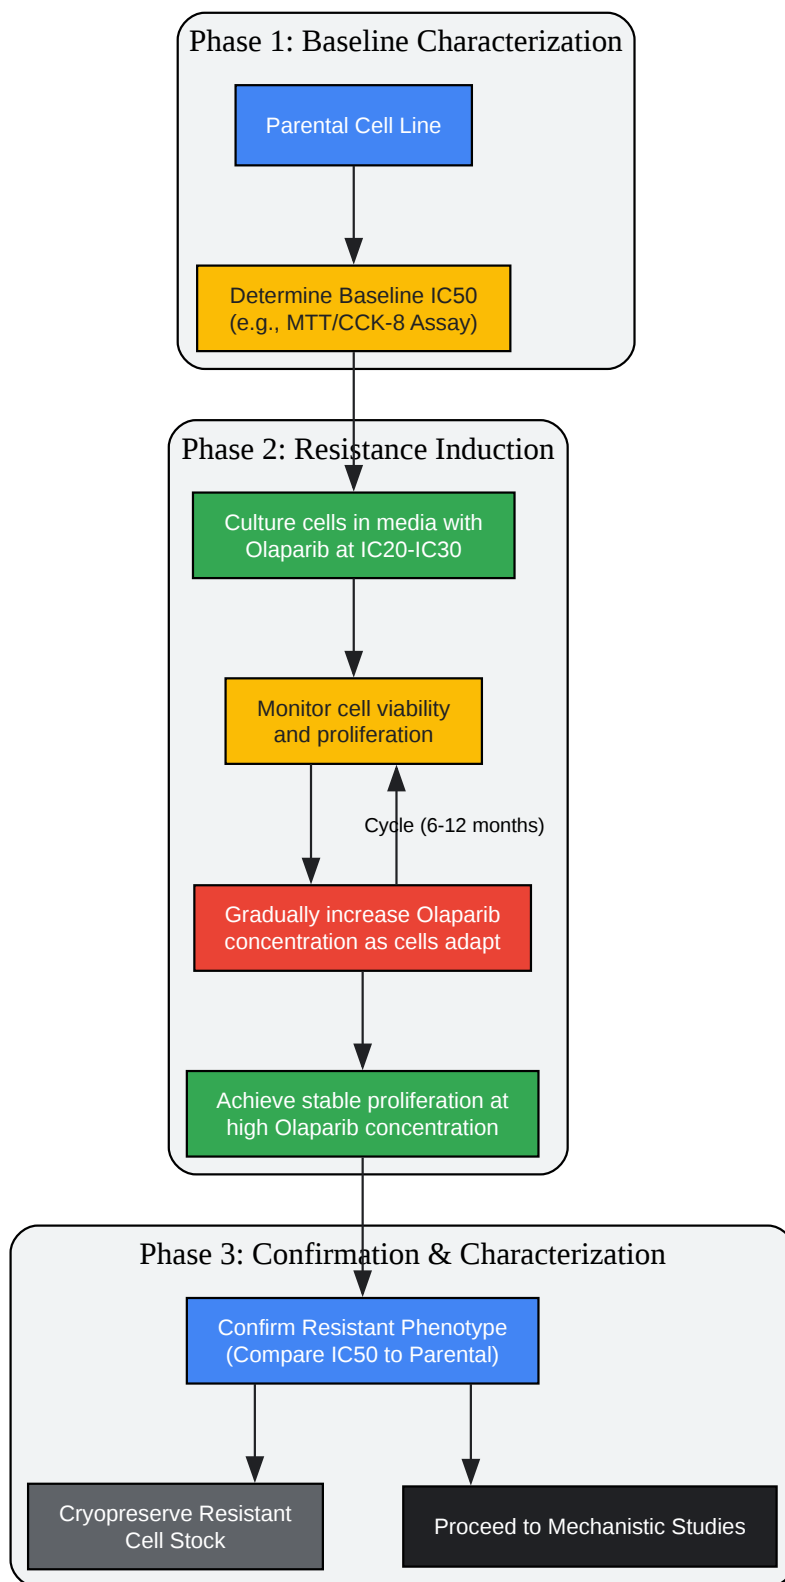 Phase 1: Baseline Characterization
Parental Cell Line
Determine Baseline IC50
(e.g., MTT/CCK-8 Assay)
Phase 2: Resistance Induction
Culture cells in media with
Olaparib at IC20-IC30
Monitor cell viability
and proliferation
Cycle (6-12 months)
Gradually increase Olaparib
concentration as cells adapt
Achieve stable proliferation at
high Olaparib concentration
Phase 3: Confirmation & Characterization
Confirm Resistant Phenotype
(Compare IC50 to Parental)
Cryopreserve Resistant
Cell Stock
Proceed to Mechanistic Studies